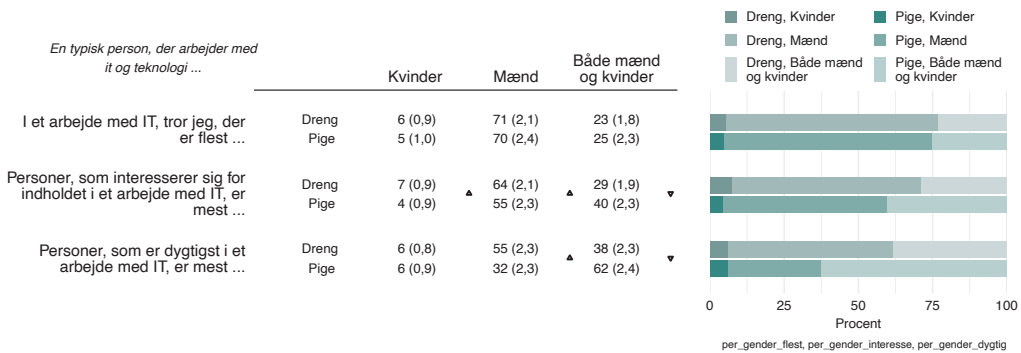 En typisk person, der arbejder med
it og teknologi ...
Kvinder
Mænd
Både mænd
og kvinder
I et arbejde med IT, tror jeg, der
er flest ...
Dreng 6 (0,9) 71 (2,1) 23 (1,8)
Pige 5 (1,0) 70 (2,4) 25 (2,3)
Personer, som interesserer sig for
indholdet i et arbejde med IT, er
mest ...
Dreng 7 (0,9) 64 (2,1) 29 (1,9)
Pige 4 (0,9) 55 (2,3) 40 (2,3)
Personer, som er dygtigst i et
arbejde med IT, er mest ...
Dreng 6 (0,8) 55 (2,3) 38 (2,3)
Pige 6 (0,9) 32 (2,3) 62 (2,4)
Dreng, Kvinder
Dreng, Mænd
Dreng, Både mænd
og kvinder
Pige, Kvinder
Pige, Mænd
Pige, Både mænd
og kvinder
0 25 50 75 100
Procent
per_gender_flest, per_gender_interesse, per_gender_dygtig